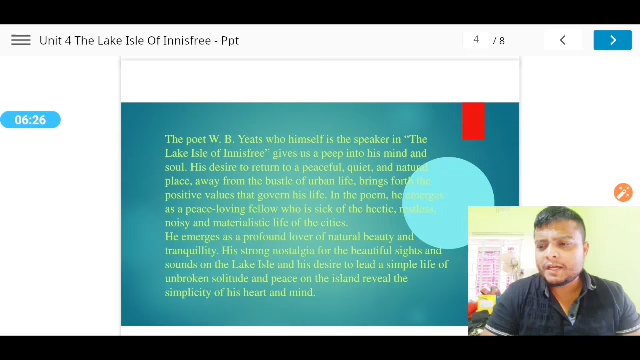 Unit 4 The Lake Isle Of Innisfree - Ppt
4 / 8
06:26
The poet W. B. Yeats who himself is the speaker in “The
Lake Isle of Innisfree” gives us a peep into his mind and
soul. His desire to return to a peaceful, quiet, and natural
place, away from the bustle of urban life, brings forth the
positive values that govern his life. In the poem, he emerges
as a peace-loving fellow who is sick of the hectic, restless,
noisy and materialistic life of the cities.
He emerges as a profound lover of natural beauty and
tranquillity. His strong nostalgia for the beautiful sights and
sounds on the Lake Isle and his desire to lead a simple life of
unbroken solitude and peace on the island reveal the
simplicity of his heart and mind.